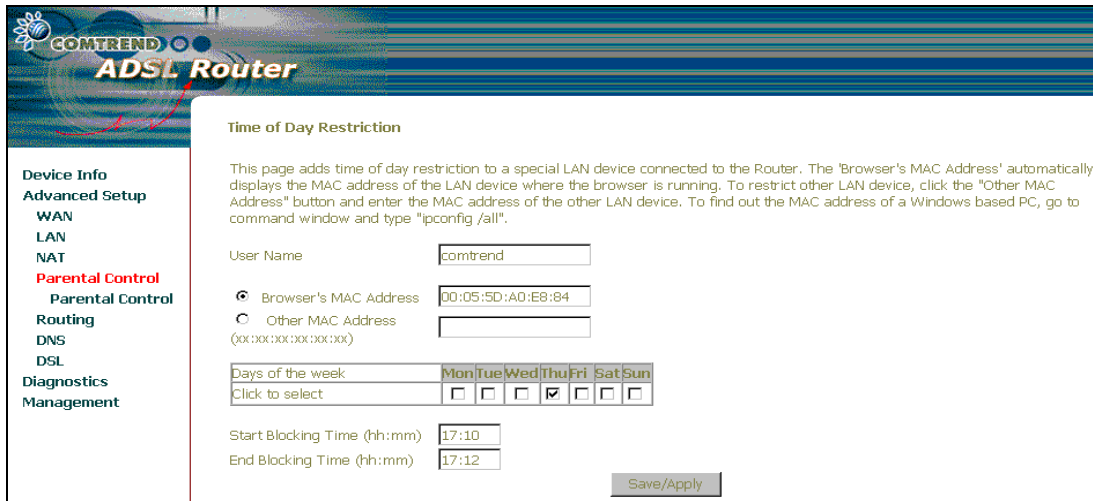 COMTREND
ADSL Router
Time of Day Restriction
This page adds time of day restriction to a special LAN device connected to the Router. The 'Browser's MAC Address' automatically
displays the MAC address of the LAN device where the browser is running. To restrict other LAN device, click the "Other MAC
Address" button and enter the MAC address of the other LAN device. To find out the MAC address of a Windows based PC, go to
command window and type "ipconfig /all".
Device Info
Advanced Setup
WAN
LAN
NAT
Parental Control
Parental Control
Routing
DNS
DSL
Diagnostics
Management
User Name comtrend
Browser's MAC Address 00:05:5D:A0:E8:84
Other MAC Address
(xx:xx:xx:xx:xx:xx)
Days of the week Mon Tue Wed Thu Fri Sat Sun
Click to select
Start Blocking Time (hh:mm) 17:10
End Blocking Time (hh:mm) 17:12
Save/Apply